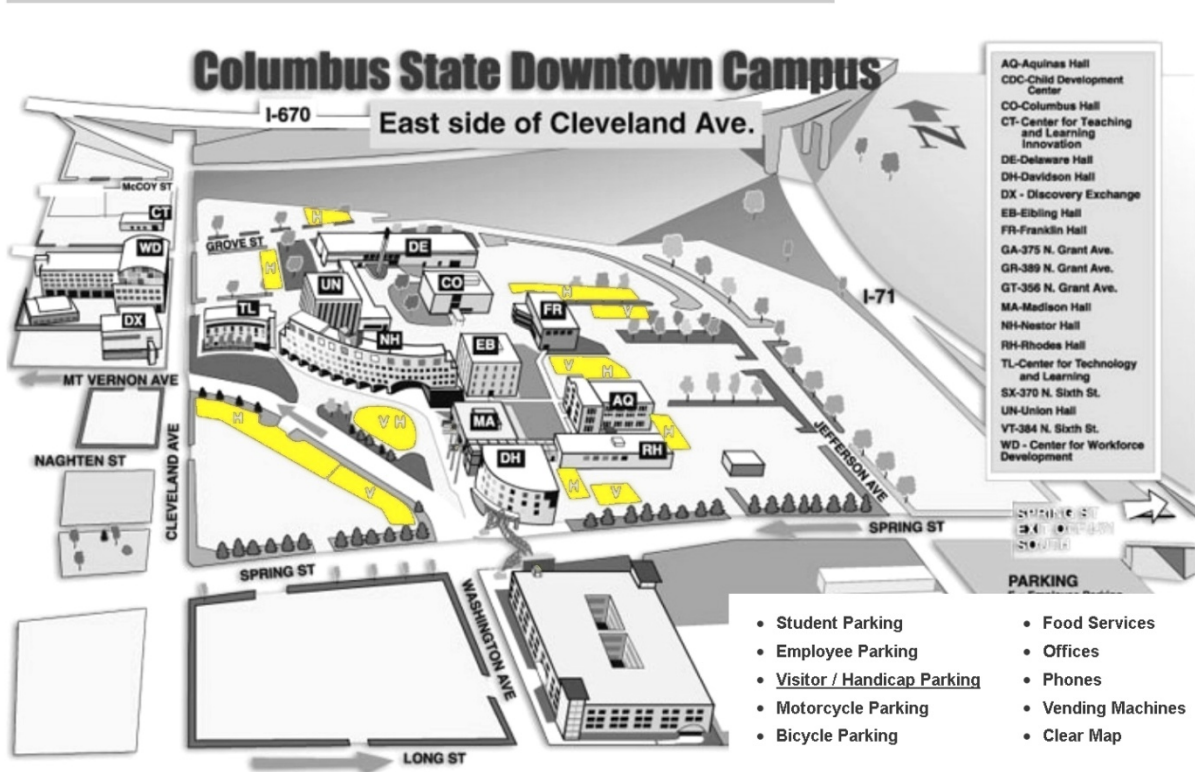 Columbus State Downtown Campus
East side of Cleveland Ave.
I-670
N
McCOY ST
CT
WD
DX
GROVE ST
H
H
DE
UN
CO
TL
NH
EB
FR
H
V
V
H
AQ
H
MA
V H
DH
RH
H
V
H
V
I-71
MT VERNON AVE
NAGHTEN ST
CLEVELAND AVE
JEFFERSON AVE
SPRING ST
SPRING ST
WASHINGTON AVE
LONG ST
AQ-Aquinas Hall
CDC-Child Development
Center
CO-Columbus Hall
CT- Center for Teaching
and Learning
Innovation
DE-Delaware Hall
DH-Davidson Hall
DX - Discovery Exchange
EB-Eibling Hall
FR-Franklin Hall
GA-375 N. Grant Ave.
GR-389 N. Grant Ave.
GT-356 N. Grant Ave.
MA-Madison Hall
NH-Nestor Hall
RH-Rhodes Hall
TL-Center for Technology
and Learning
SX-370 N. Sixth St.
UN-Union Hall
VT-384 N. Sixth St.
WD - Center for Workforce
Development
SPRING ST
EXIT
SOUTH
PARKING
• Student Parking
• Employee Parking
• Visitor / Handicap Parking
• Motorcycle Parking
• Bicycle Parking
• Food Services
• Offices
• Phones
• Vending Machines
• Clear Map